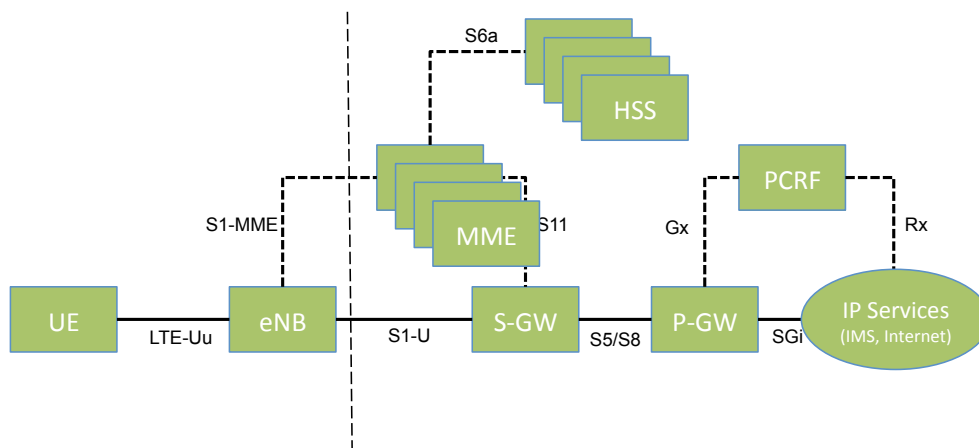 S6a
HSS
PCRF
S1-MME
MME
S11
Gx
Rx
UE
eNB
S-GW
P-GW
IP Services
(IMS, Internet)
LTE-Uu
S1-U
S5/S8
SGi